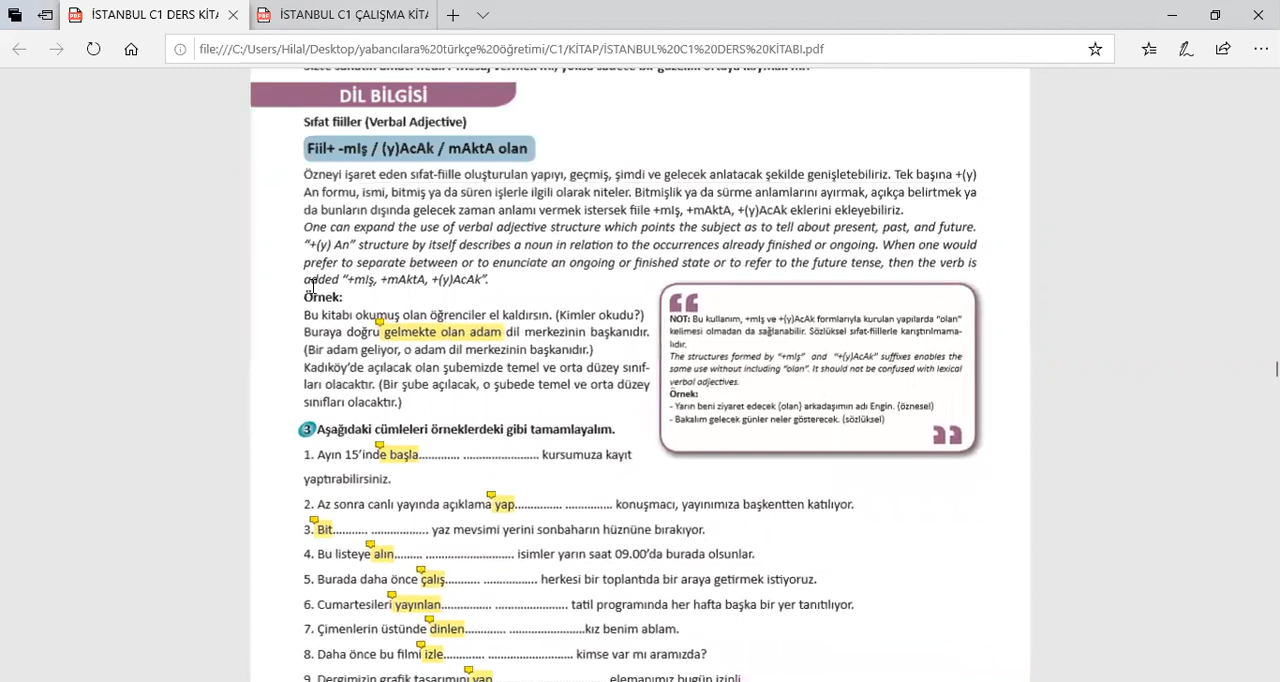 İSTANBUL C1 DERS KİTA
İSTANBUL C1 ÇALIŞMA KİTA
file:///C:/Users/Hilal/Desktop/yabancılara%20türkçe%20öğretimi/C1/KİTAP/İSTANBUL%20C1%20DERS%20KİTABI.pdf
DİL BİLGİSİ
Sıfat fiiller (Verbal Adjective)
Fiil+ -mIş / (y)AcAk / mAktA olan
Özneyi işaret eden sıfat-fiille oluşturulan yapıyı, geçmiş, şimdi ve gelecek anlatacak şekilde genişletebiliriz. Tek başına +(y)
An formu, ismi, bitmiş ya da süren işlerle ilgili olarak niteler. Bitmişlik ya da sürme anlamlarını ayırmak, açıkça belirtmek ya
da bunların dışında gelecek zaman anlamı vermek istersek fiile +mIş, +mAktA, +(y)AcAk eklerini ekleyebiliriz.
One can expand the use of verbal adjective structure which points the subject as to tell about present, past, and future.
"+(y) An" structure by itself describes a noun in relation to the occurrences already finished or ongoing. When one would
prefer to separate between or to enunciate an ongoing or finished state or to refer to the future tense, then the verb is
added "+mIş, +mAktA, +(y)AcAk".
Örnek:
Bu kitabı okumuş olan öğrenciler el kaldırsın. (Kimler okudu?)
Buraya doğru gelmekte olan adam dil merkezinin başkanıdır.
(Bir adam geliyor, o adam dil merkezinin başkanıdır.)
Kadıköy'de açılacak olan şubemizde temel ve orta düzey sınıf-
ları olacaktır. (Bir şube açılacak, o şubede temel ve orta düzey
sınıfları olacaktır.)
NOT: Bu kullanım, +mIş ve +(y)AcAk formlarıyla kurulan yapılarda "olan"
kelimesi olmadan da sağlanabilir. Sözlüksel sıfat-fiillerle karıştırılmama-
lıdır.
The structures formed by "+mIş" and "+(y)AcAk" suffixes enables the
same use without including "olan". It should not be confused with lexical
verbal adjectives.
Örnek:
- Yarın beni ziyaret edecek (olan) arkadaşımın adı Engin. (öznesel)
- Bakalım gelecek günler neler gösterecek. (sözlüksel)
3 Aşağıdaki cümleleri örneklerdeki gibi tamamlayalım.
1. Ayın 15'inde başla............ ....................... kursumuza kayıt
yaptırabilirsiniz.
2. Az sonra canlı yayında açıklama yap.............. .............. konuşmacı, yayınımıza başkentten katılıyor.
3. Bit........... ................. yaz mevsimi yerini sonbaharın hüznüne bırakıyor.
4. Bu listeye alın........ .......................... isimler yarın saat 09.00'da burada olsunlar.
5. Burada daha önce çalış.......... ................ herkesi bir toplantıda bir araya getirmek istiyoruz.
6. Cumartesileri yayınlan.............. ...................... tatil programında her hafta başka bir yer tanıtılıyor.
7. Çimenlerin üstünde dinlen............ .......................kız benim ablam.
8. Daha önce bu filmi izle............ ......................... kimse var mı aramızda?
9. Dergimizin grafik tasarımını yap elemanımız bugün izinli.